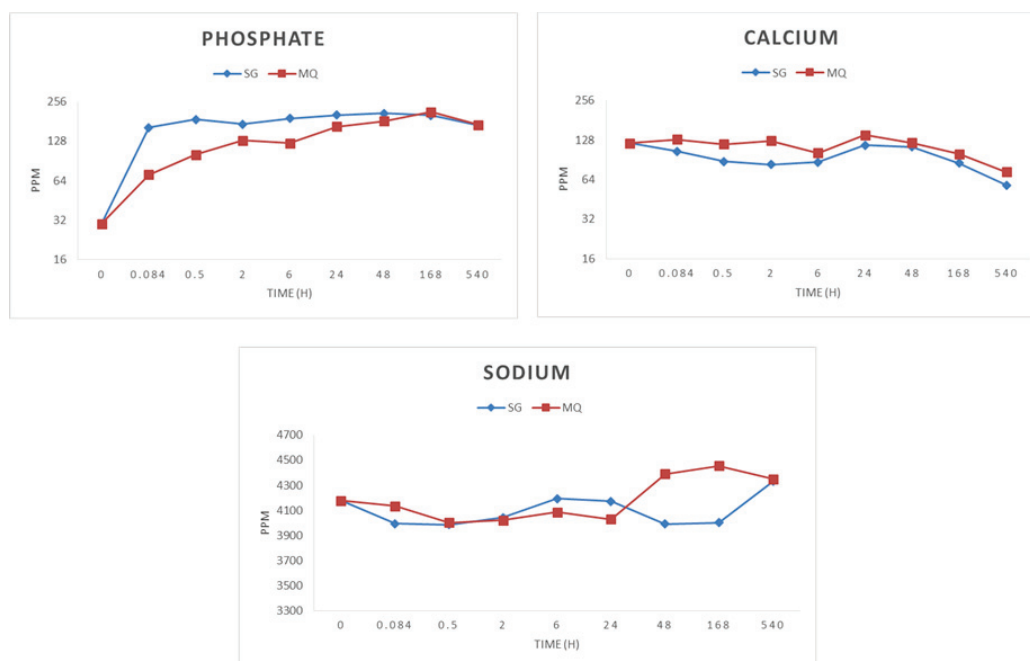 PHOSPHATE
SG MQ
256
128
64
32
16
PPM
0 0.084 0.5 2 6 24 48 168 540
TIME (H)
CALCIUM
SG MQ
256
128
64
32
16
PPM
0 0.084 0.5 2 6 24 48 168 540
TIME (H)
SODIUM
SG MQ
4700
4500
4300
4100
3900
3700
3500
3300
PPM
0 0.084 0.5 2 6 24 48 168 540
TIME (H)